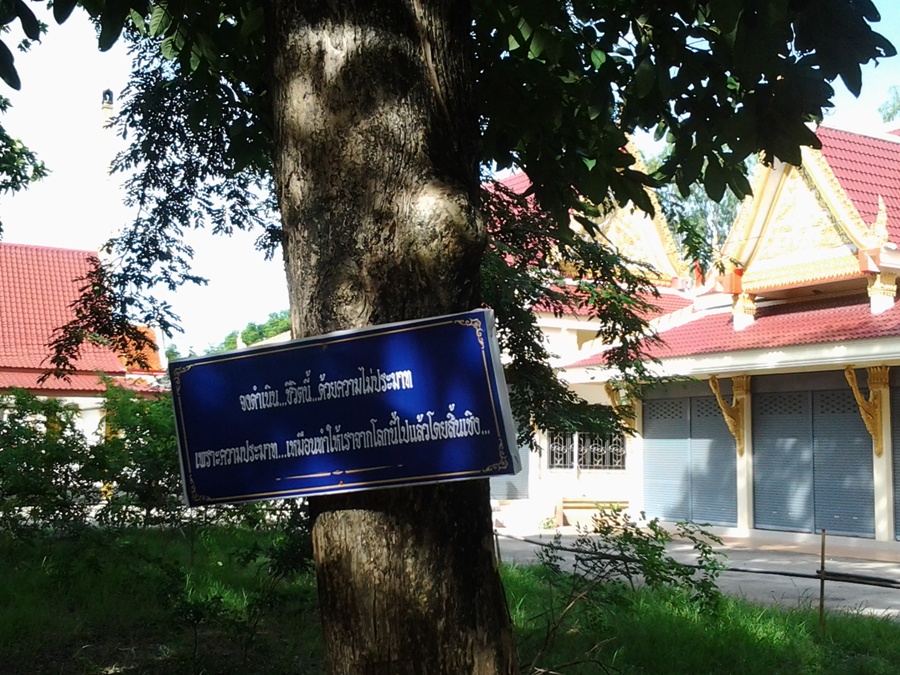 จงดำเนิน...ชีวิตนี้...ด้วยความไม่ประมาท
เพราะความประมาท...เหมือนทำให้เราจากโลกนี้ไปแล้วโดยสิ้นเชิง...